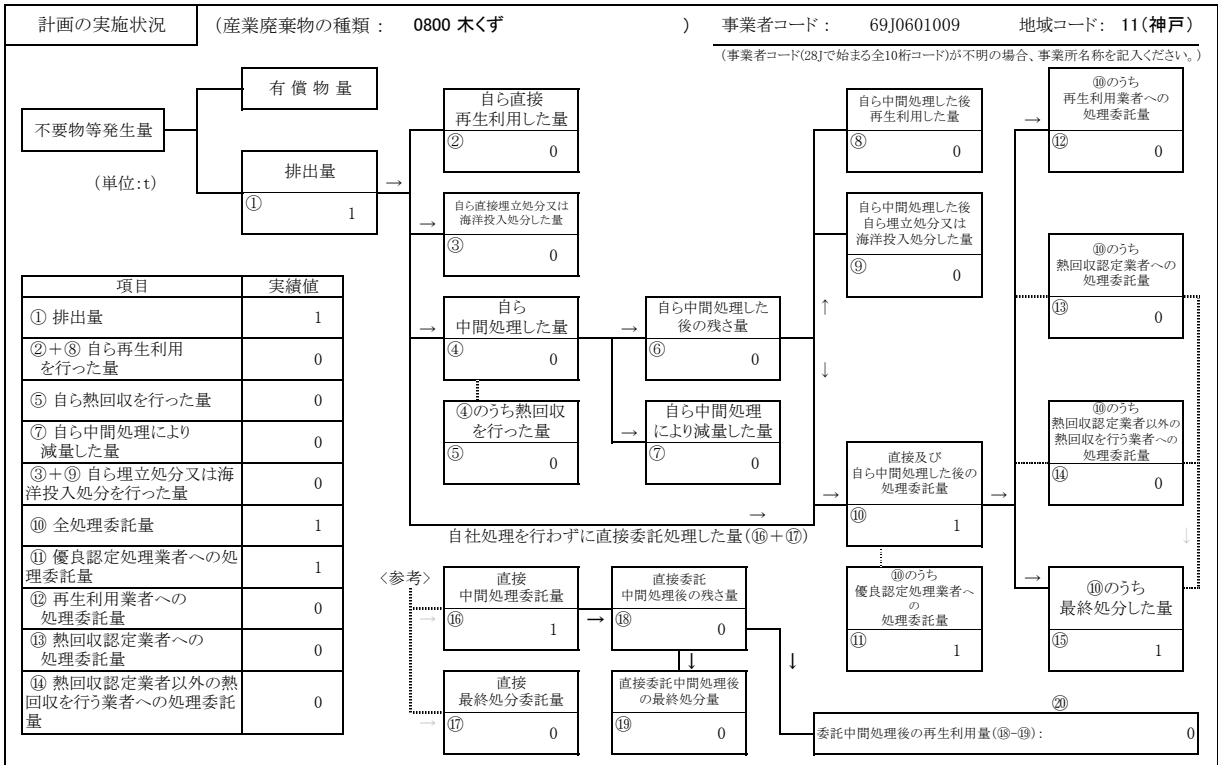 計画の実施状況
(産業廃棄物の種類： 0800 木くず )
事業者コード： 69J0601009
地域コード： 11(神戸)
(事業者コード(28Jで始まる全10桁コード)が不明の場合、事業所名称を記入ください。)
不要物等発生量
(単位:t)
有 償 物 量
排出量
①
1
→
自ら直接
再生利用した量
②
0
→
自ら直接埋立処分又は
海洋投入処分した量
③
0
→
自ら
中間処理した量
④
0
④のうち熱回収
を行った量
⑤
0
→
自ら中間処理した
後の残さ量
⑥
0
→
自ら中間処理
により減量した量
⑦
0
自ら中間処理した後
再生利用した量
⑧
0
自ら中間処理した後
自ら埋立処分又は
海洋投入処分した量
⑨
0
↑
↓
→
→
直接及び
自ら中間処理した後の
処理委託量
⑩
1
→
⑩のうち
優良認定処理業者へ
の
処理委託量
⑪
1
→
⑩のうち
再生利用業者への
処理委託量
⑫
0
⑩のうち
熱回収認定業者への
処理委託量
⑬
0
⑩のうち
熱回収認定業者以外の
熱回収を行う業者への
処理委託量
⑭
0
↓
→
⑩のうち
最終処分した量
⑮
1
項目 実績値
① 排出量 1
②＋⑧ 自ら再生利用
を行った量 0
⑤ 自ら熱回収を行った量 0
⑦ 自ら中間処理により
減量した量 0
③＋⑨ 自ら埋立処分又は海
洋投入処分を行った量 0
⑩ 全処理委託量 1
⑪ 優良認定処理業者への処
理委託量 1
⑫ 再生利用業者への
処理委託量 0
⑬ 熱回収認定業者への
処理委託量 0
⑭ 熱回収認定業者以外の熱
回収を行う業者への処理委託
量 0
自社処理を行わずに直接委託処理した量(⑯＋⑰)
〈参考〉
→
直接
中間処理委託量
⑯
1
→
直接委託
中間処理後の残さ量
⑱
0
→
直接
最終処分委託量
⑰
0
↓
直接委託中間処理後
の最終処分量
⑲
0
↓
⑳
委託中間処理後の再生利用量(⑱-⑲)： 0